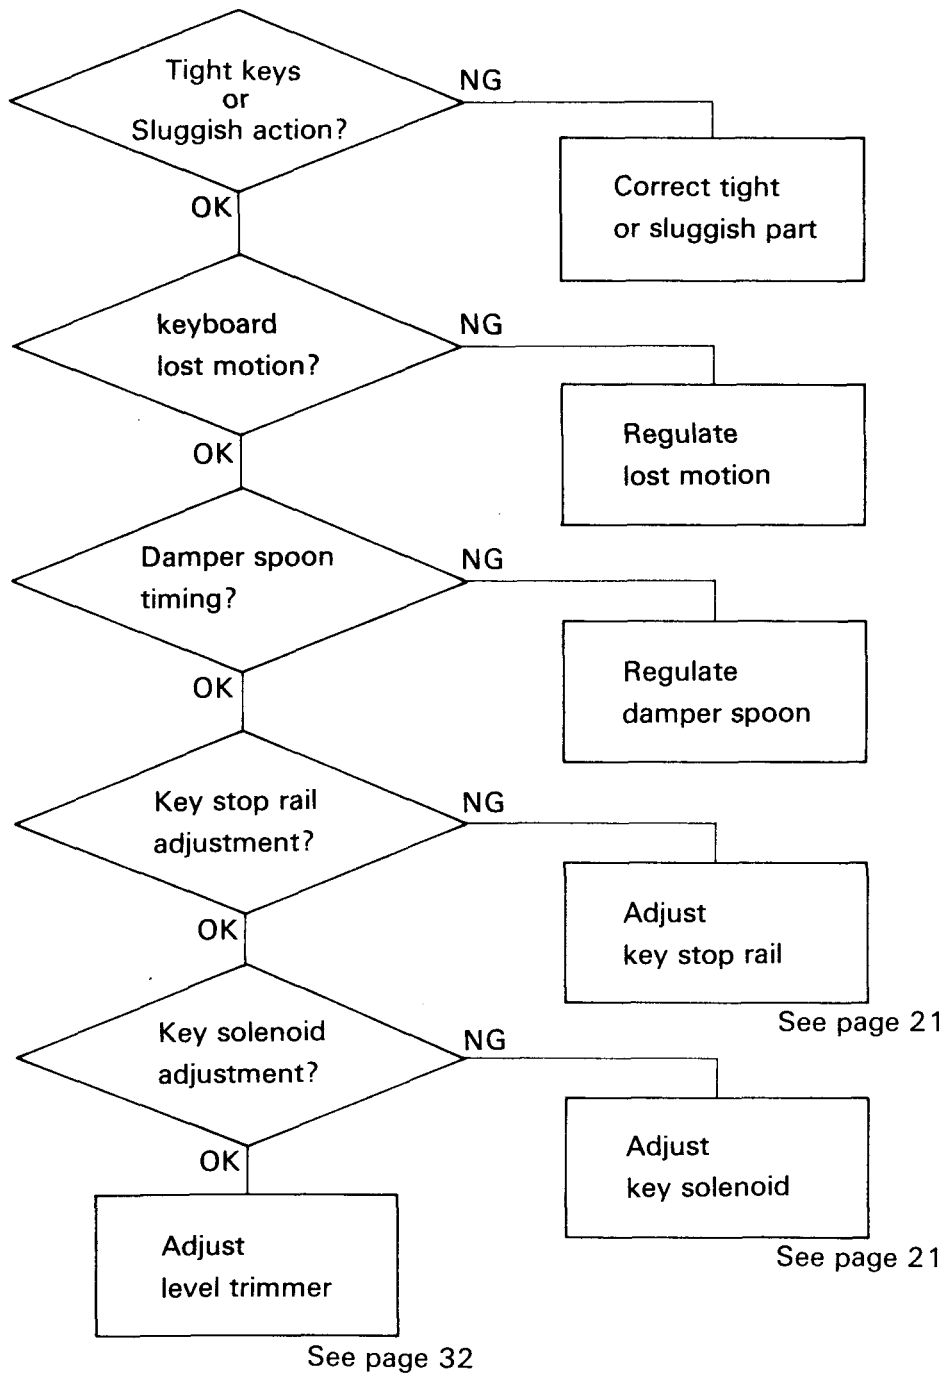 Tight keys
or
Sluggish action?
NG
Correct tight
or sluggish part
OK
keyboard
lost motion?
NG
Regulate
lost motion
OK
Damper spoon
timing?
NG
Regulate
damper spoon
OK
Key stop rail
adjustment?
NG
Adjust
key stop rail
See page 21
OK
Key solenoid
adjustment?
NG
Adjust
key solenoid
See page 21
OK
Adjust
level trimmer
See page 32